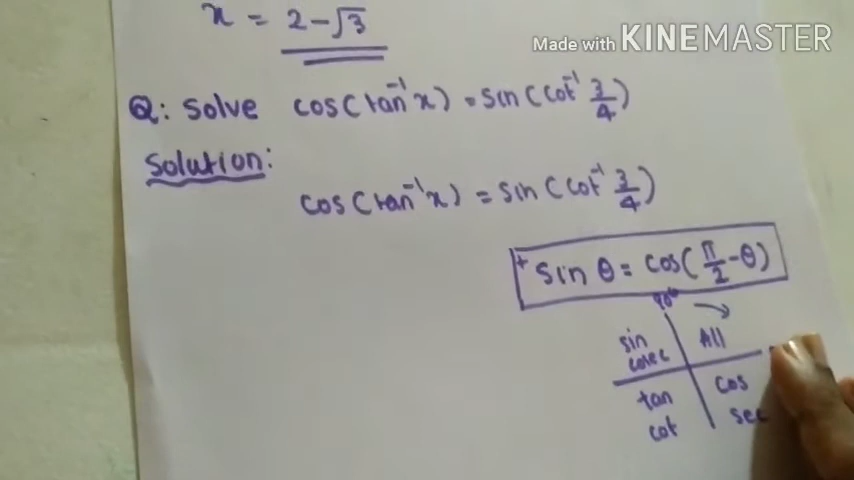 x = 2-√3
Made with KINEMASTER
Q: Solve cos(tan⁻¹x) = sin(cot⁻¹ 3/4)
Solution:
cos(tan⁻¹x) = sin(cot⁻¹ 3/4)
+ sin θ = cos(π/2 - θ)
90°
sin All
cosec
tan cos
cot sec